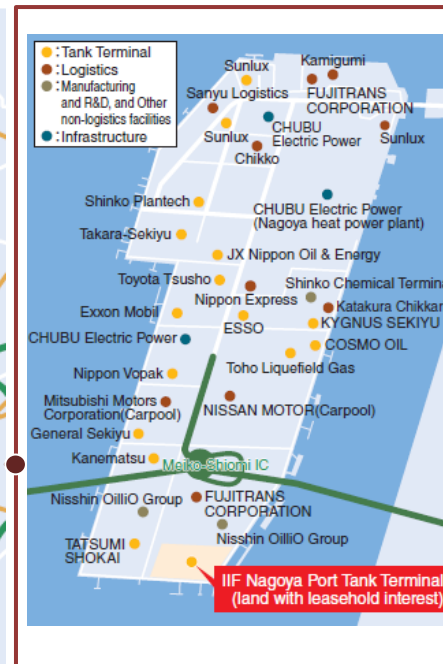 : Tank Terminal
: Logistics
: Manufacturing
and R&D, and Other
non-logistics facilities
: Infrastructure
Sunlux
Kamigumi
Sanyu Logistics
FUJITRANS
CORPORATION
Sunlux
CHUBU
Electric Power
Sunlux
Chikko
Shinko Plantech
CHUBU Electric Power
(Nagoya heat power plant)
Takara-Sekiyu
JX Nippon Oil & Energy
Toyota Tsusho
Shinko Chemical Termina
Nippon Express
Katakura Chikkar
Exxon Mobil
ESSO
KYGNUS SEKIYU
CHUBU Electric Power
COSMO OIL
Toho Liquefied Gas
Nippon Vopak
Mitsubishi Motors
Corporation(Carpool)
NISSAN MOTOR(Carpool)
General Sekiyu
Kanematsu
Meiko-Shiomi IC
Nisshin OilliO Group
FUJITRANS
CORPORATION
Nisshin OilliO Group
TATSUMI
SHOKAI
IIF Nagoya Port Tank Terminal
(land with leasehold interest)